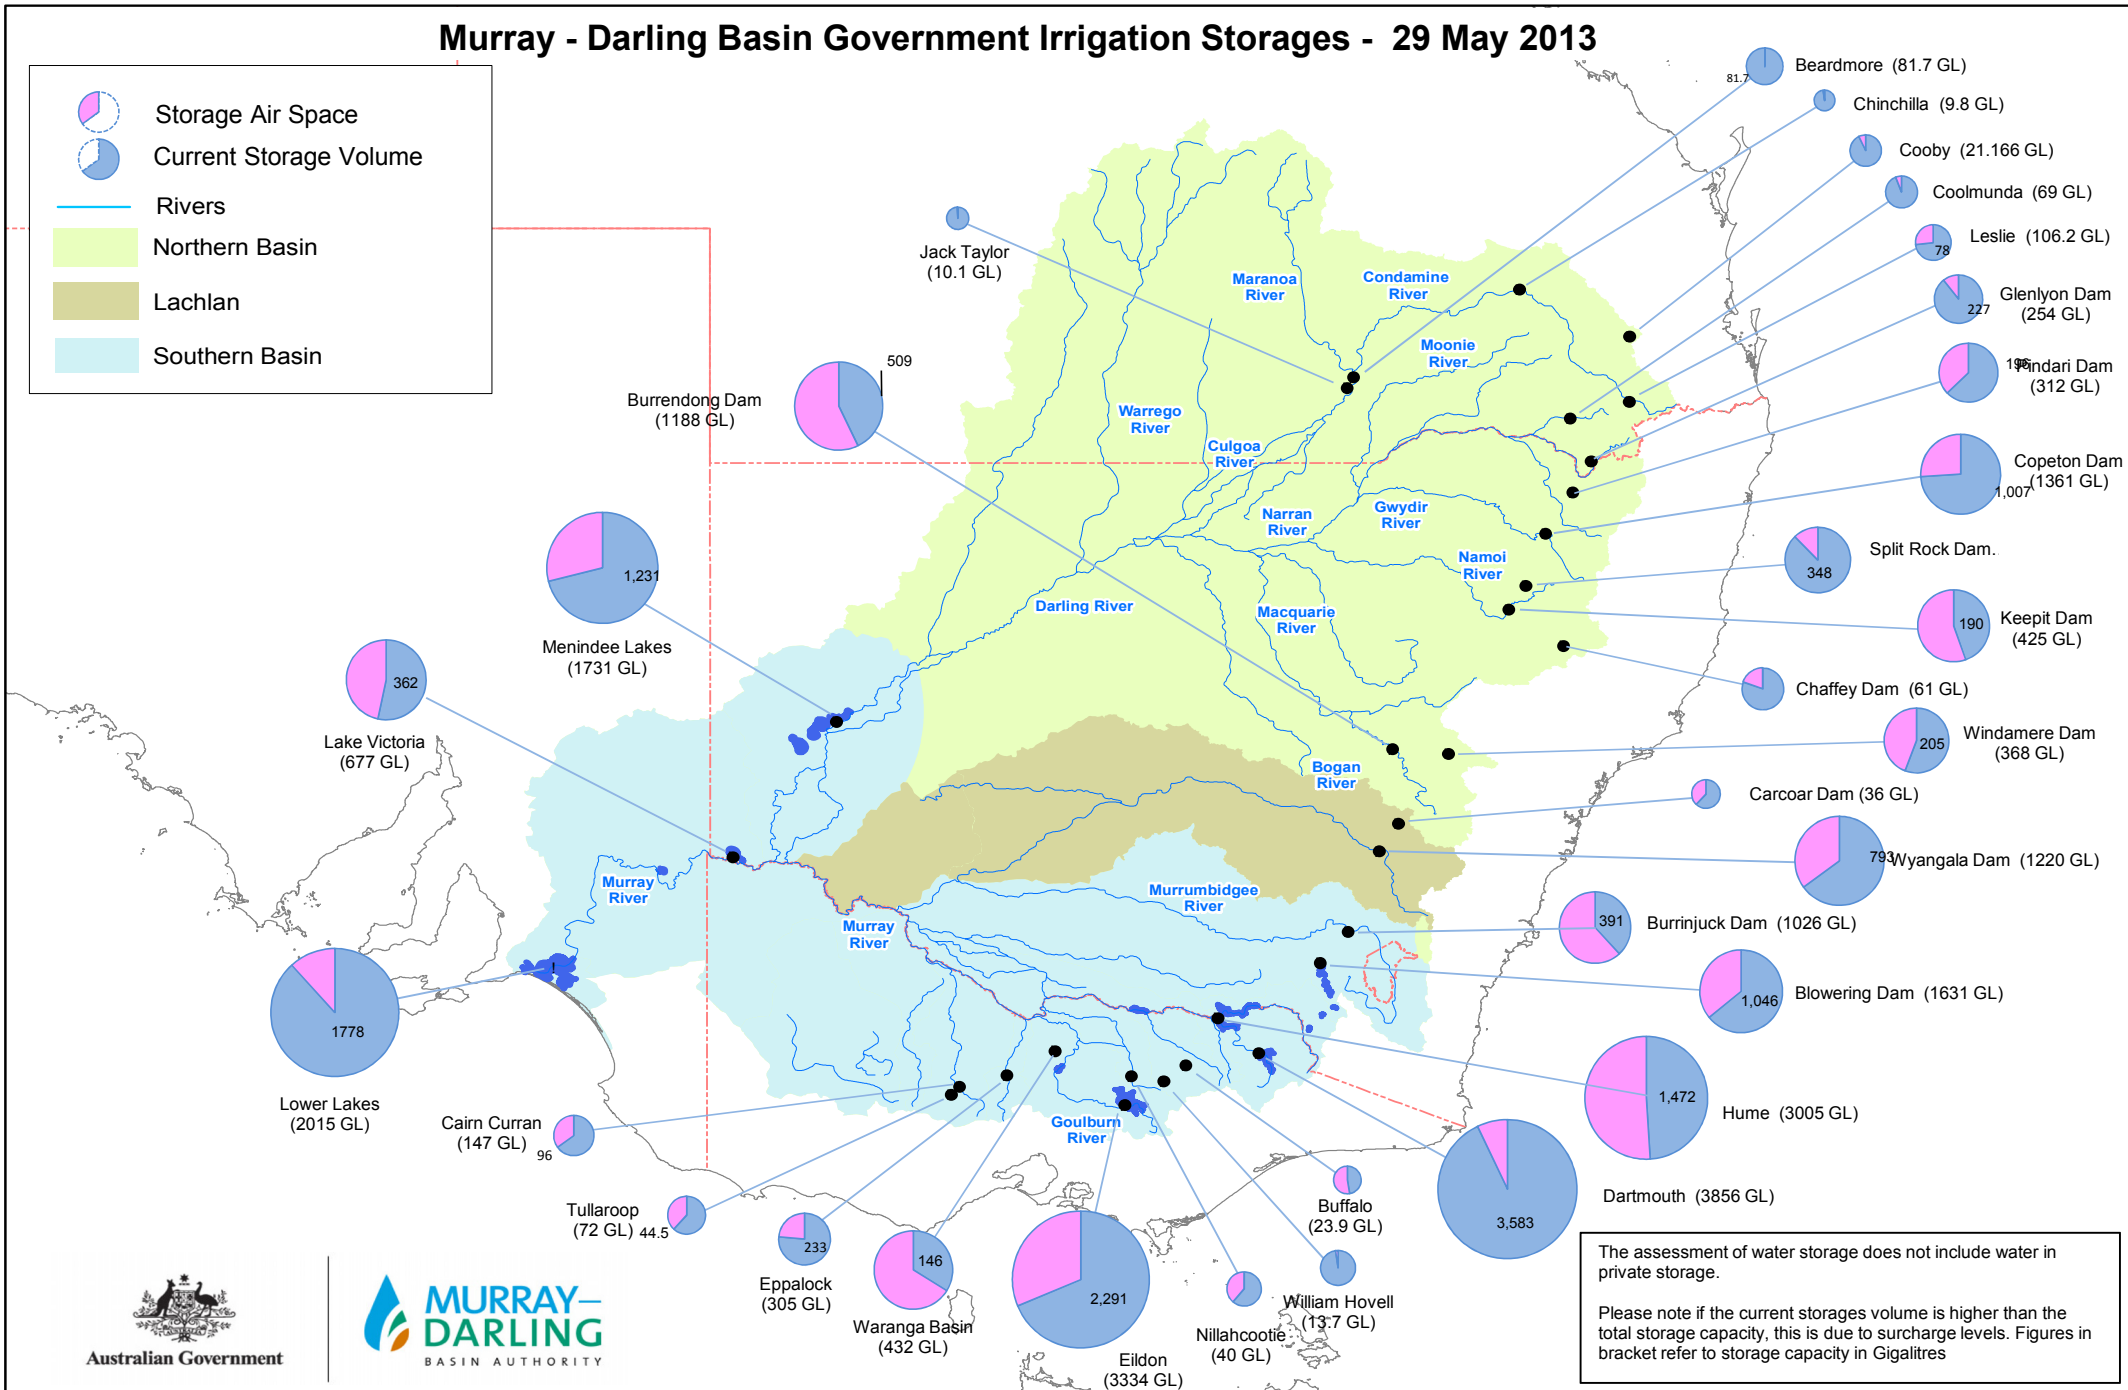 Murray - Darling Basin Government Irrigation Storages - 29 May 2013
Storage Air Space
Current Storage Volume
Rivers
Northern Basin
Lachlan
Southern Basin
81.7
Beardmore (81.7 GL)
Chinchilla (9.8 GL)
Cooby (21.166 GL)
Coolmunda (69 GL)
Leslie (106.2 GL)
78
Glenlyon Dam
(254 GL)
227
196
Pindari Dam
(312 GL)
Copeton Dam
(1361 GL)
1,007
Split Rock Dam.
348
Keepit Dam
(425 GL)
190
Chaffey Dam (61 GL)
Windamere Dam
(368 GL)
205
Carcoar Dam (36 GL)
793
Wyangala Dam (1220 GL)
391
Burrinjuck Dam (1026 GL)
1,046
Blowering Dam (1631 GL)
1,472
Hume (3005 GL)
3,583
Dartmouth (3856 GL)
Jack Taylor
(10.1 GL)
Burrendong Dam
(1188 GL)
509
1,231
Menindee Lakes
(1731 GL)
362
Lake Victoria
(677 GL)
1778
Lower Lakes
(2015 GL)
Cairn Curran
(147 GL)
96
Tullaroop
(72 GL)
44.5
233
Eppalock
(305 GL)
146
Waranga Basin
(432 GL)
2,291
Eildon
(3334 GL)
Nillahcootie
(40 GL)
William Hovell
(13.7 GL)
Buffalo
(23.9 GL)
Maranoa
River
Condamine
River
Moonie
River
Warrego
River
Culgoa
River
Narran
River
Gwydir
River
Namoi
River
Darling River
Macquarie
River
Bogan
River
Murray
River
Murray
River
Murrumbidgee
River
Goulburn
River
Australian Government
MURRAY–
DARLING
BASIN AUTHORITY
The assessment of water storage does not include water in
private storage.
Please note if the current storages volume is higher than the
total storage capacity, this is due to surcharge levels. Figures in
bracket refer to storage capacity in Gigalitres